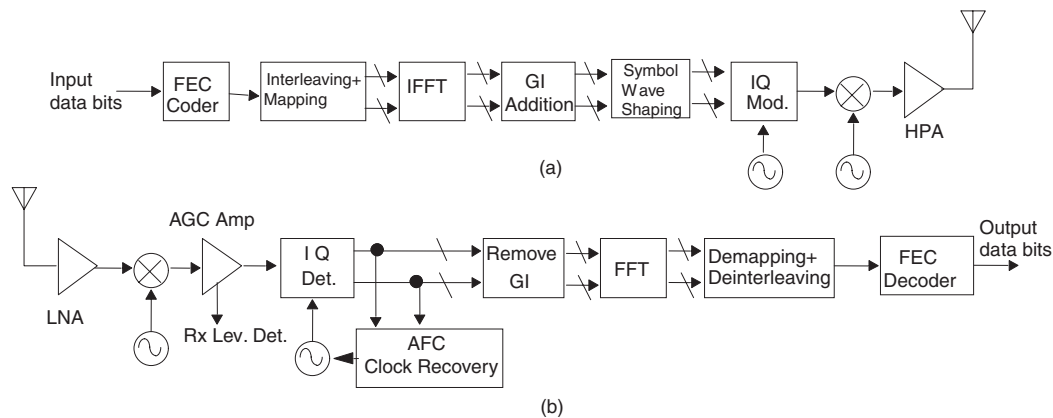 Input
data bits
FEC
Coder
Interleaving+
Mapping
IFFT
GI
Addition
Symbol
Wave
Shaping
IQ
Mod.
HPA
(a)
LNA
AGC Amp
Rx Lev. Det.
I Q
Det.
AFC
Clock Recovery
Remove
GI
FFT
Demapping+
Deinterleaving
FEC
Decoder
Output
data bits
(b)